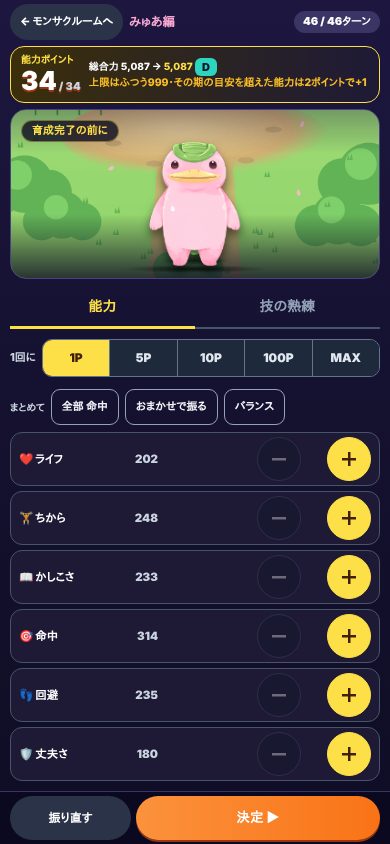 ← モンサクルームへ
みゅあ編
46 / 46ターン
能力ポイント
34 / 34
総合力 5,087 → 5,087 D
上限はふつう999・その期の目安を超えた能力は2ポイントで+1
育成完了の前に
能力
技の熟練
1回に
1P
5P
10P
100P
MAX
まとめて
全部 命中
おまかせで振る
バランス
ライフ
202
ちから
248
かしこさ
233
命中
314
回避
235
丈夫さ
180
振り直す
決定 ▶